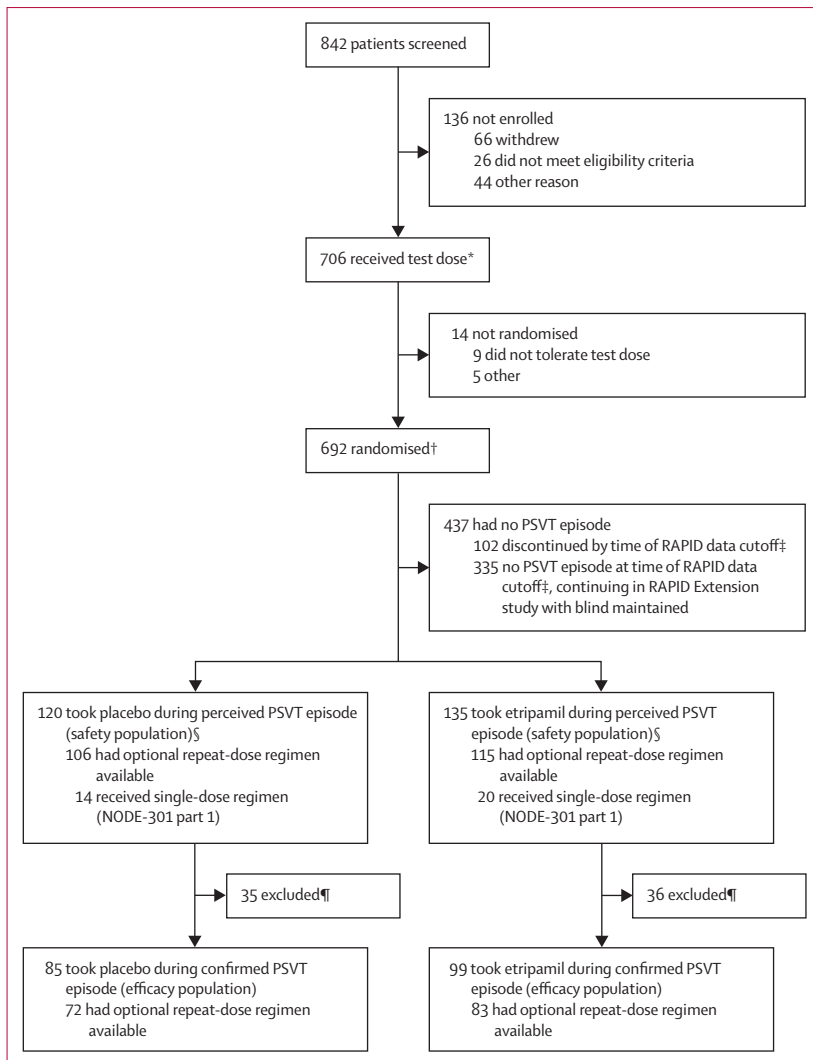 842 patients screened
136 not enrolled
66 withdrew
26 did not meet eligibility criteria
44 other reason
706 received test dose*
14 not randomised
9 did not tolerate test dose
5 other
692 randomised†
437 had no PSVT episode
102 discontinued by time of RAPID data cutoff‡
335 no PSVT episode at time of RAPID data
cutoff‡, continuing in RAPID Extension
study with blind maintained
120 took placebo during perceived PSVT episode
(safety population)§
106 had optional repeat-dose regimen
available
14 received single-dose regimen
(NODE-301 part 1)
135 took etripamil during perceived PSVT
episode (safety population)§
115 had optional repeat-dose regimen
available
20 received single-dose regimen
(NODE-301 part 1)
35 excluded¶
36 excluded¶
85 took placebo during confirmed PSVT
episode (efficacy population)
72 had optional repeat-dose regimen
available
99 took etripamil during confirmed PSVT
episode (efficacy population)
83 had optional repeat-dose regimen
available